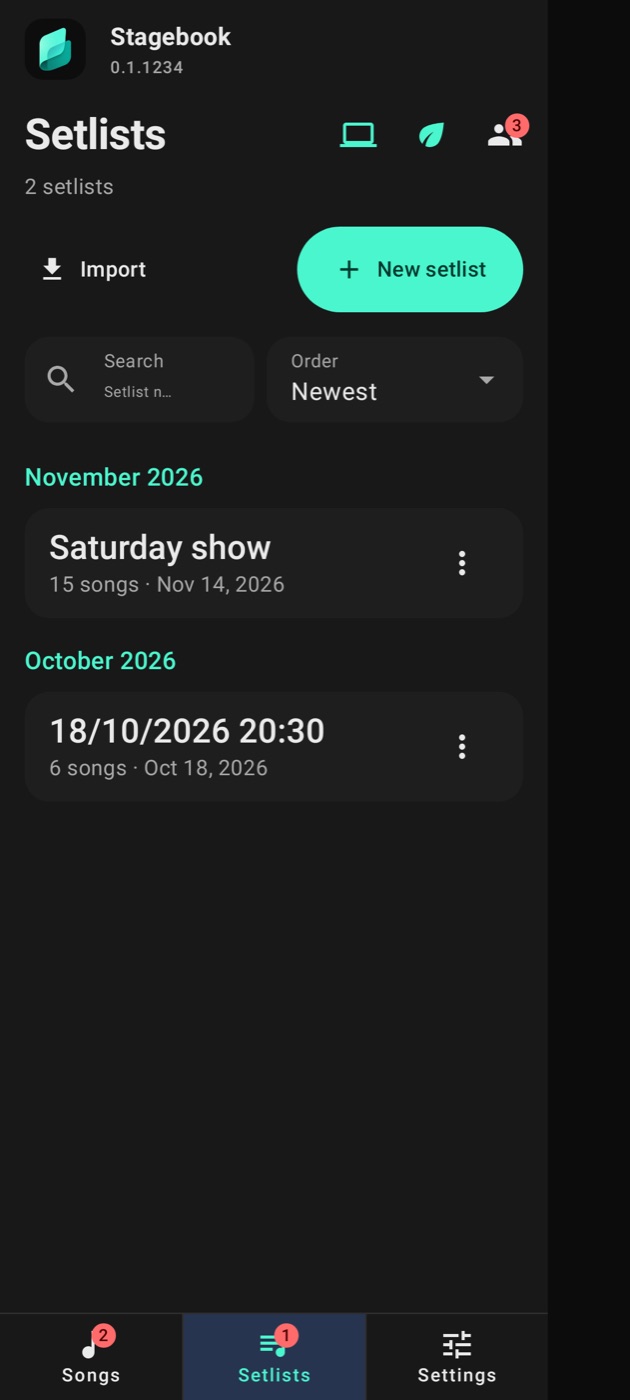 Stagebook
0.1.1234
Setlists
3
2 setlists
Import
New setlist
Search
Setlist n…
Order
Newest
November 2026
Saturday show
15 songs · Nov 14, 2026
October 2026
18/10/2026 20:30
6 songs · Oct 18, 2026
2
Songs
1
Setlists
Settings